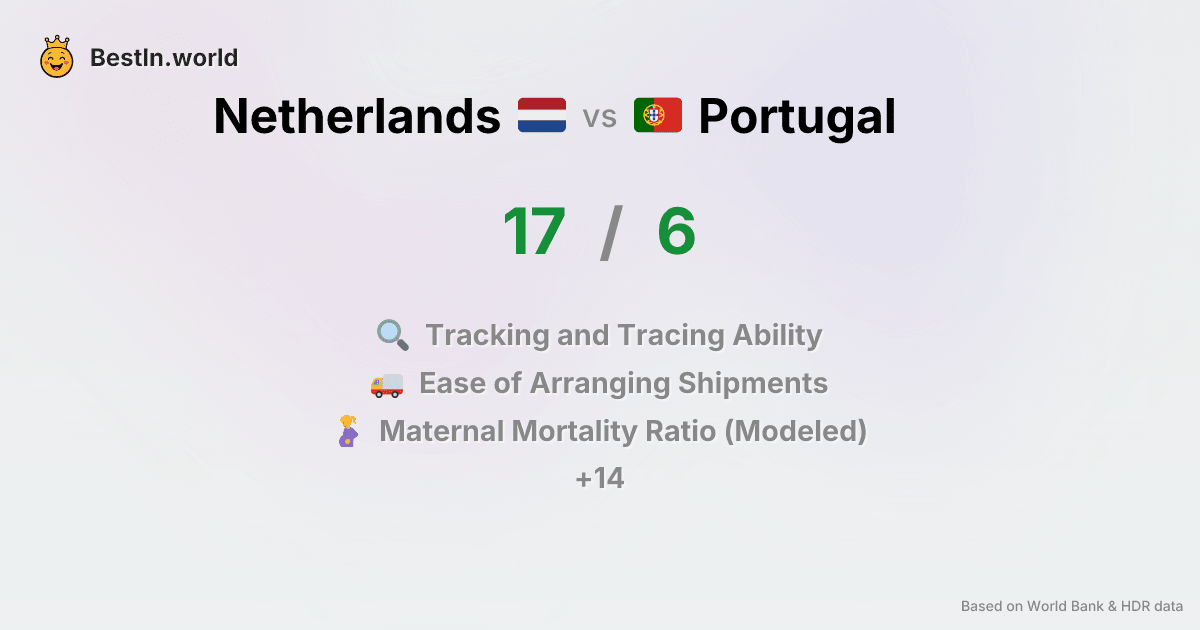 BestIn.world
Netherlands vs Portugal
17 / 6
Tracking and Tracing Ability
Ease of Arranging Shipments
Maternal Mortality Ratio (Modeled)
+14
Based on World Bank & HDR data